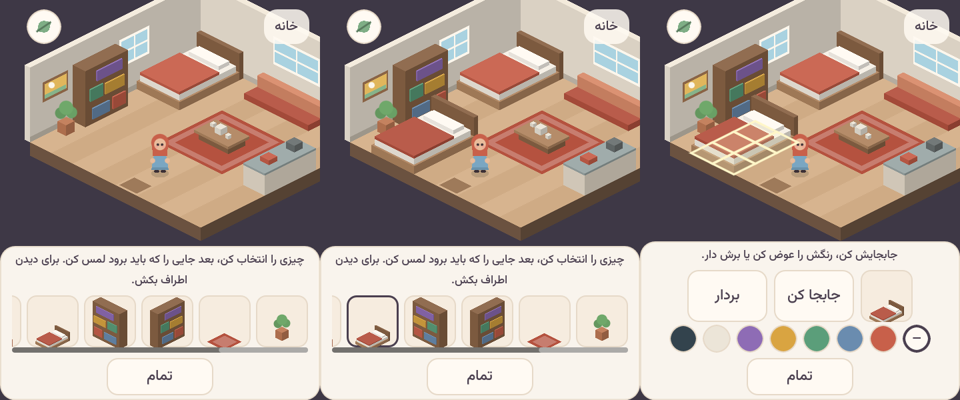 خانه
چیزی را انتخاب کن، بعد جایی را که باید برود لمس کن. برای دیدن
اطراف بکش.
تمام
خانه
چیزی را انتخاب کن، بعد جایی را که باید برود لمس کن. برای دیدن
اطراف بکش.
تمام
خانه
جابجایش کن، رنگش را عوض کن یا برش دار.
جابجا کن
بردار
تمام